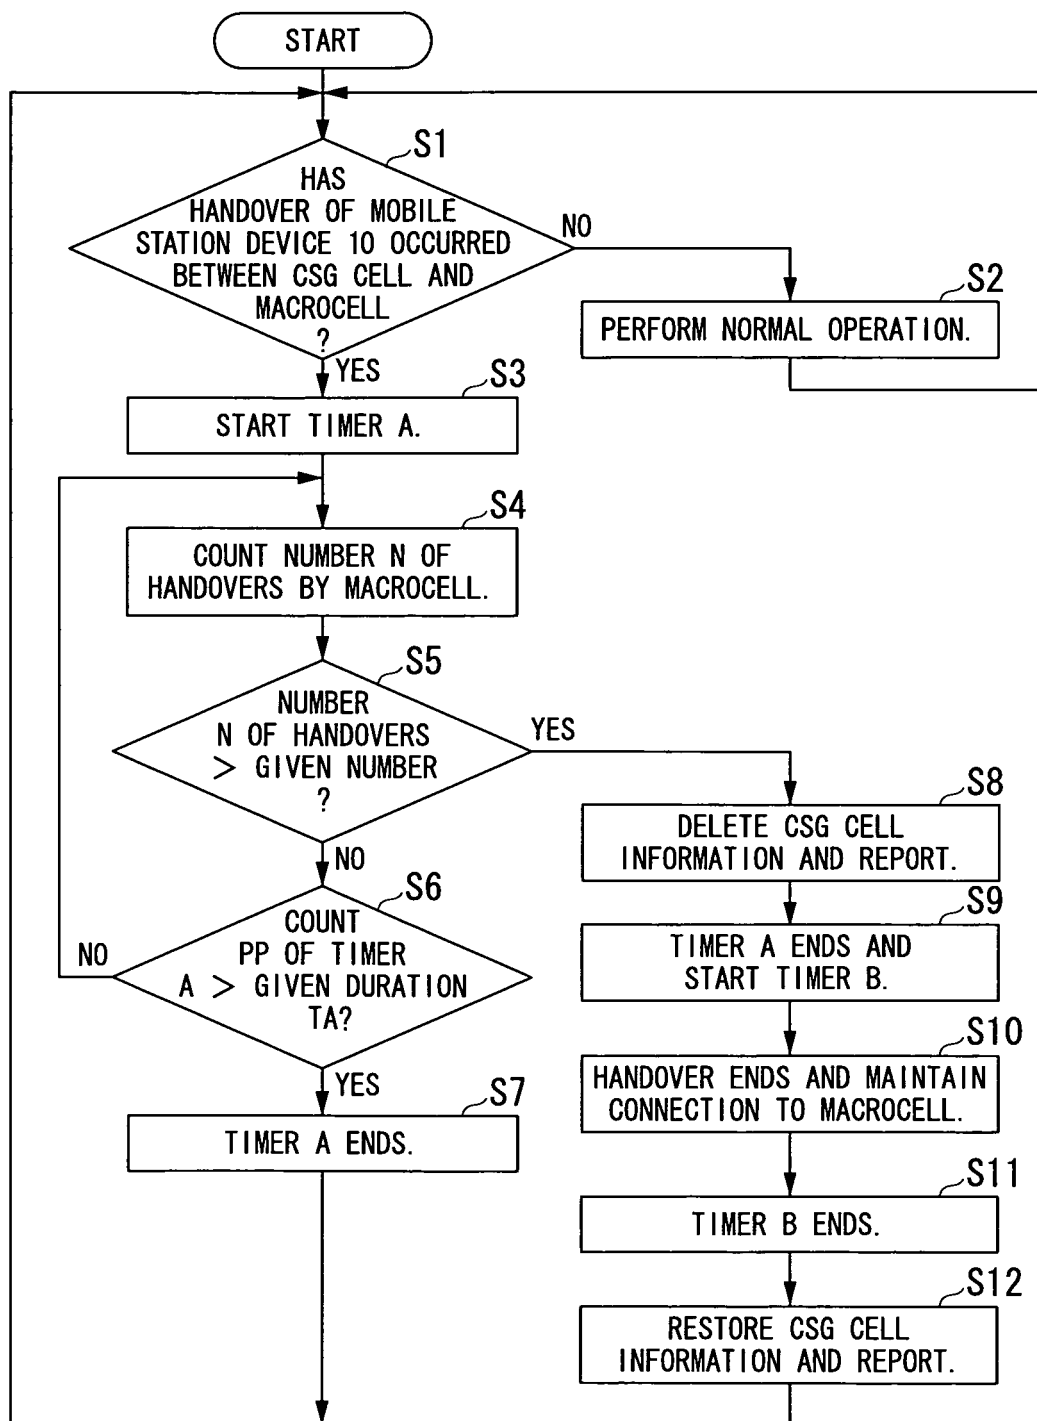 START
S1
HAS
HANDOVER OF MOBILE
STATION DEVICE 10 OCCURRED
BETWEEN CSG CELL AND
MACROCELL
?
NO
S2
PERFORM NORMAL OPERATION.
YES
S3
START TIMER A.
S4
COUNT NUMBER N OF
HANDOVERS BY MACROCELL.
S5
NUMBER
N OF HANDOVERS
> GIVEN NUMBER
?
YES
NO
S6
COUNT
PP OF TIMER
A > GIVEN DURATION
TA?
NO
YES
S7
TIMER A ENDS.
S8
DELETE CSG CELL
INFORMATION AND REPORT.
S9
TIMER A ENDS AND
START TIMER B.
S10
HANDOVER ENDS AND MAINTAIN
CONNECTION TO MACROCELL.
S11
TIMER B ENDS.
S12
RESTORE CSG CELL
INFORMATION AND REPORT.